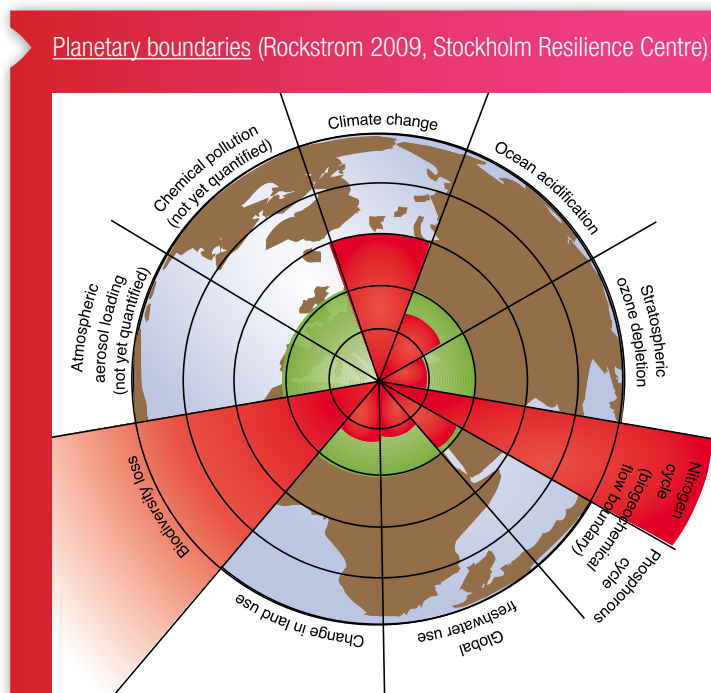 Planetary boundaries (Rockstrom 2009, Stockholm Resilience Centre)
Climate change
Ocean acidification
Stratospheric
ozone depletion
Nitrogen
cycle
(biogeochemical
flow boundary)
Phosphorous
cycle
Global
freshwater use
Change in land use
Biodiversity loss
Atmospheric
aerosol loading
(not yet quantified)
Chemical pollution
(not yet quantified)